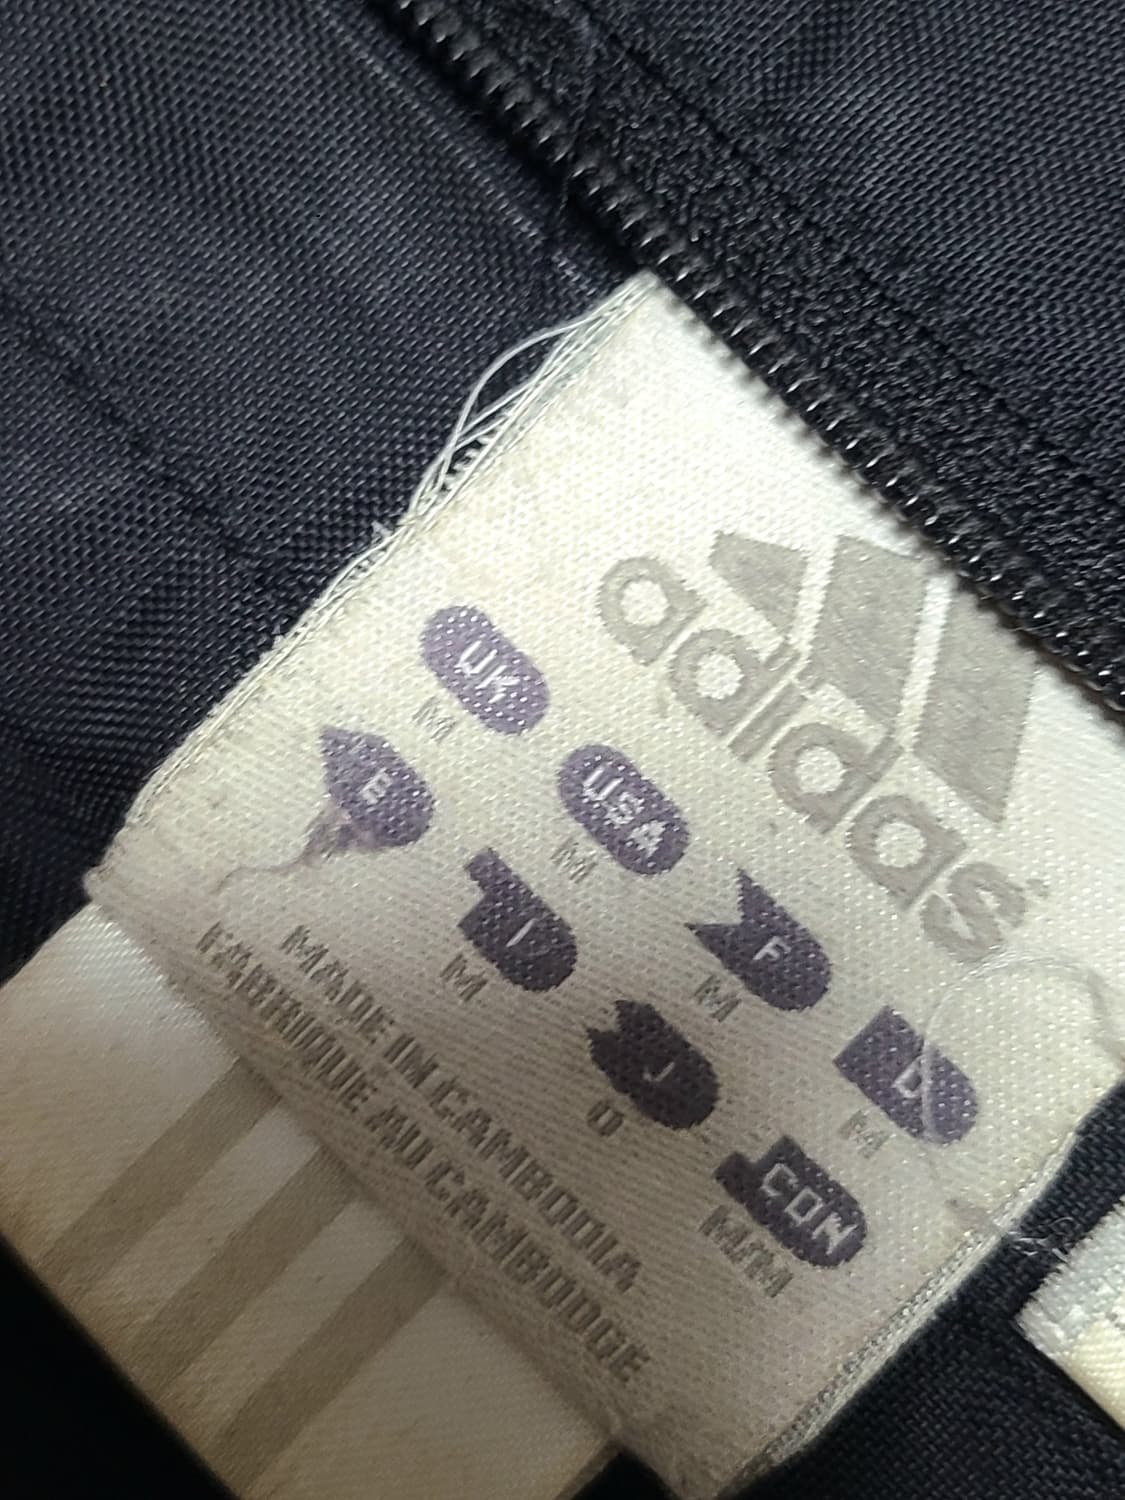 adidas
UK USA F D
M M M M
E I J CDN
M O M/M
MADE IN CAMBODIA
FABRIQUE AU CAMBODGE